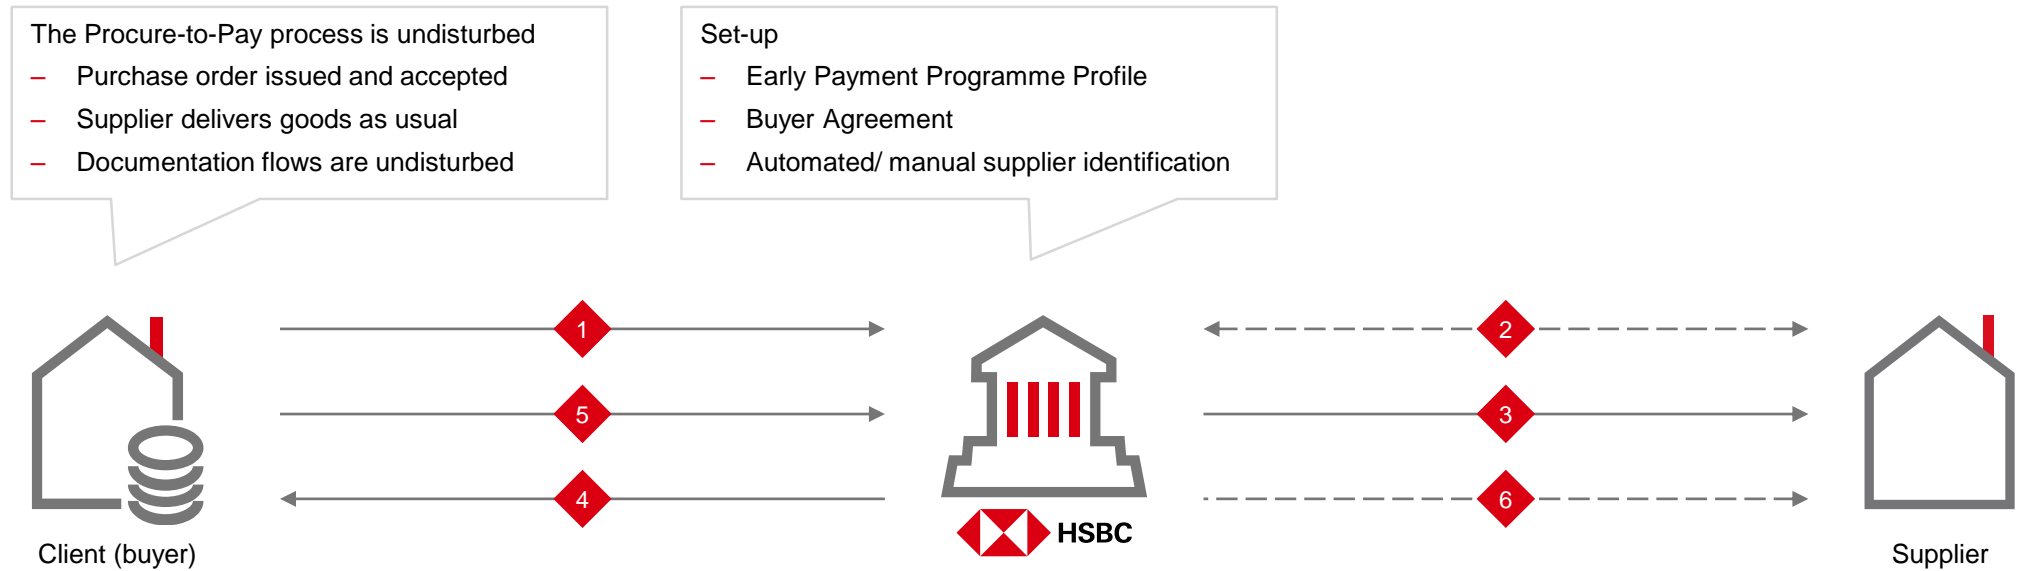 The Procure-to-Pay process is undisturbed
– Purchase order issued and accepted
– Supplier delivers goods as usual
– Documentation flows are undisturbed
Set-up
– Early Payment Programme Profile
– Buyer Agreement
– Automated/ manual supplier identification
1
2
5
3
4
6
HSBC
Client (buyer)
Supplier